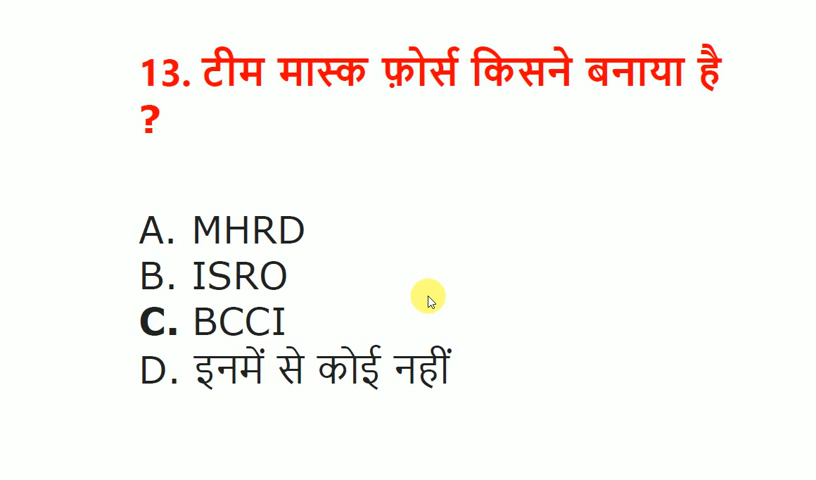 13. टीम मास्क फ़ोर्स किसने बनाया है
?
A. MHRD
B. ISRO
C. BCCI
D. इनमें से कोई नहीं